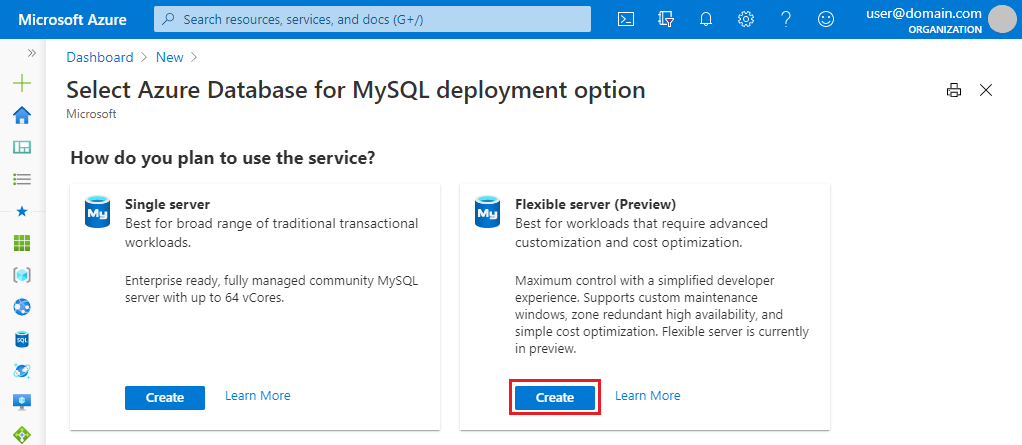 Microsoft Azure
Search resources, services, and docs (G+/)
user@domain.com
ORGANIZATION
Dashboard > New >
Select Azure Database for MySQL deployment option
Microsoft
How do you plan to use the service?
My
Single server
Best for broad range of traditional transactional
workloads.
Enterprise ready, fully managed community MySQL
server with up to 64 vCores.
Create
Learn More
My
Flexible server (Preview)
Best for workloads that require advanced
customization and cost optimization.
Maximum control with a simplified developer
experience. Supports custom maintenance
windows, zone redundant high availability, and
simple cost optimization. Flexible server is currently
in preview.
Create
Learn More
SQL